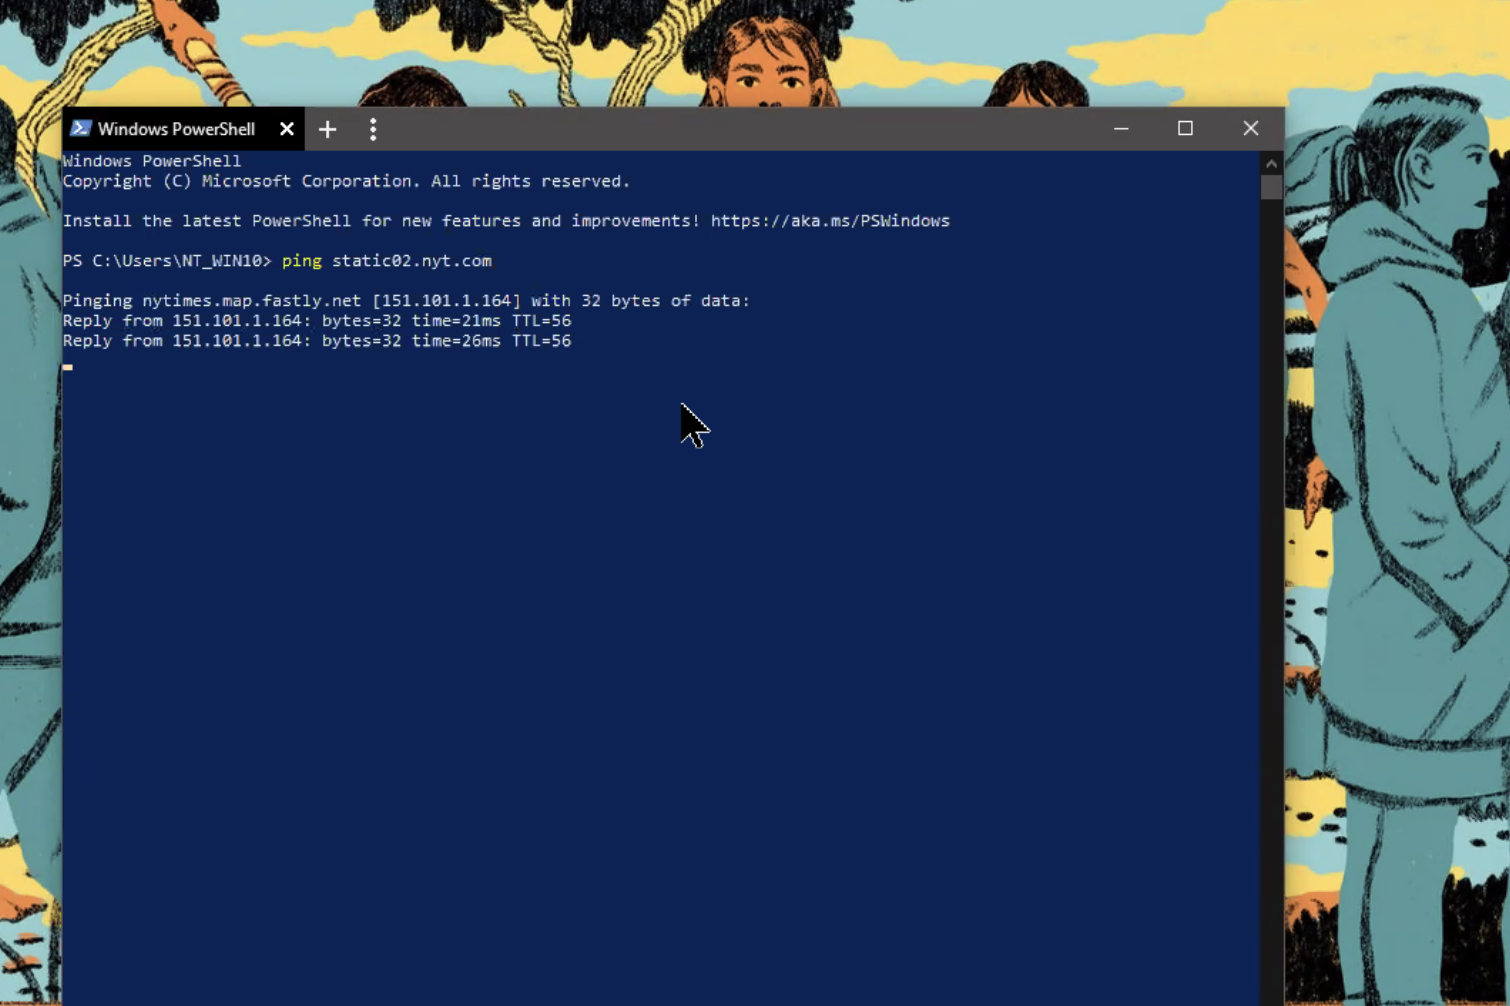 Windows PowerShell
Windows PowerShell
Copyright (C) Microsoft Corporation. All rights reserved.
Install the latest PowerShell for new features and improvements! https://aka.ms/PSWindows
PS C:\Users\NT_WIN10> ping static02.nyt.com
Pinging nytimes.map.fastly.net [151.101.1.164] with 32 bytes of data:
Reply from 151.101.1.164: bytes=32 time=21ms TTL=56
Reply from 151.101.1.164: bytes=32 time=26ms TTL=56